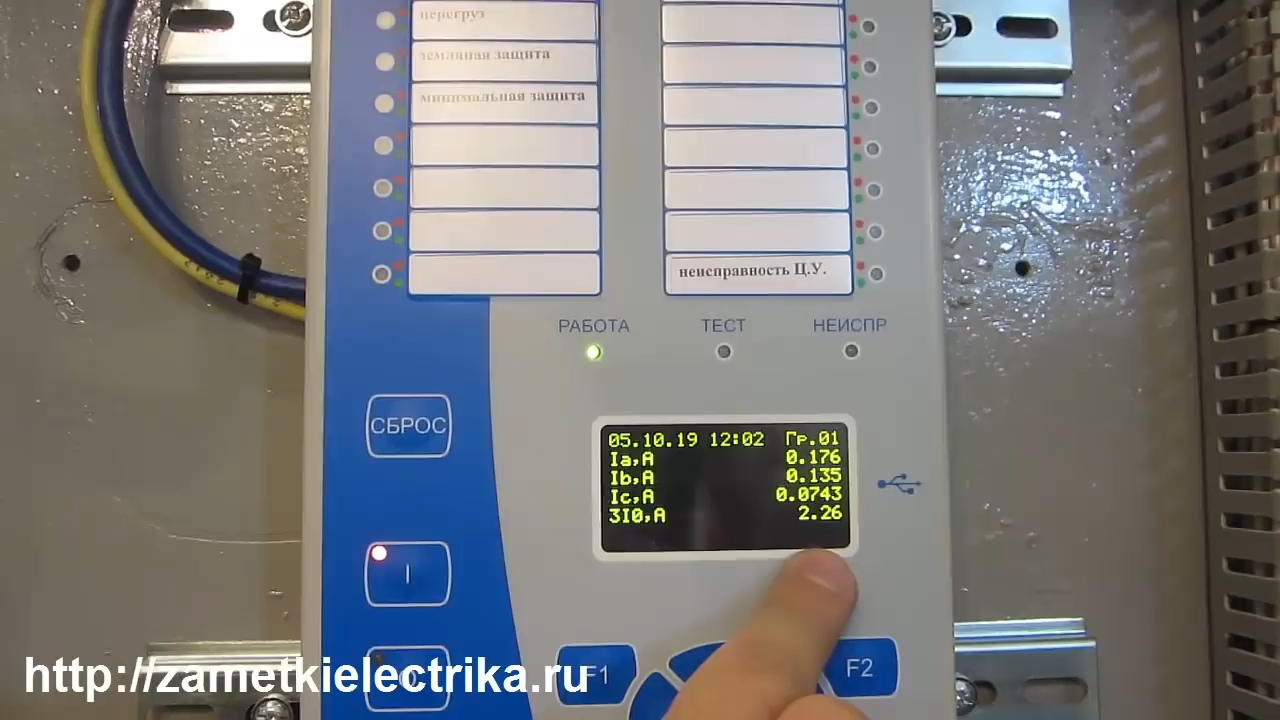 перегруз
земляная защита
минимальная защита
неисправность Ц.У.
РАБОТА ТЕСТ НЕИСПР
СБРОС
05.10.19 12:02 Гр.01
Ia,A 0.176
Ib,A 0.135
Ic,A 0.0743
3I0,A 2.26
I
F1 F2
O
http://zametkielectrika.ru